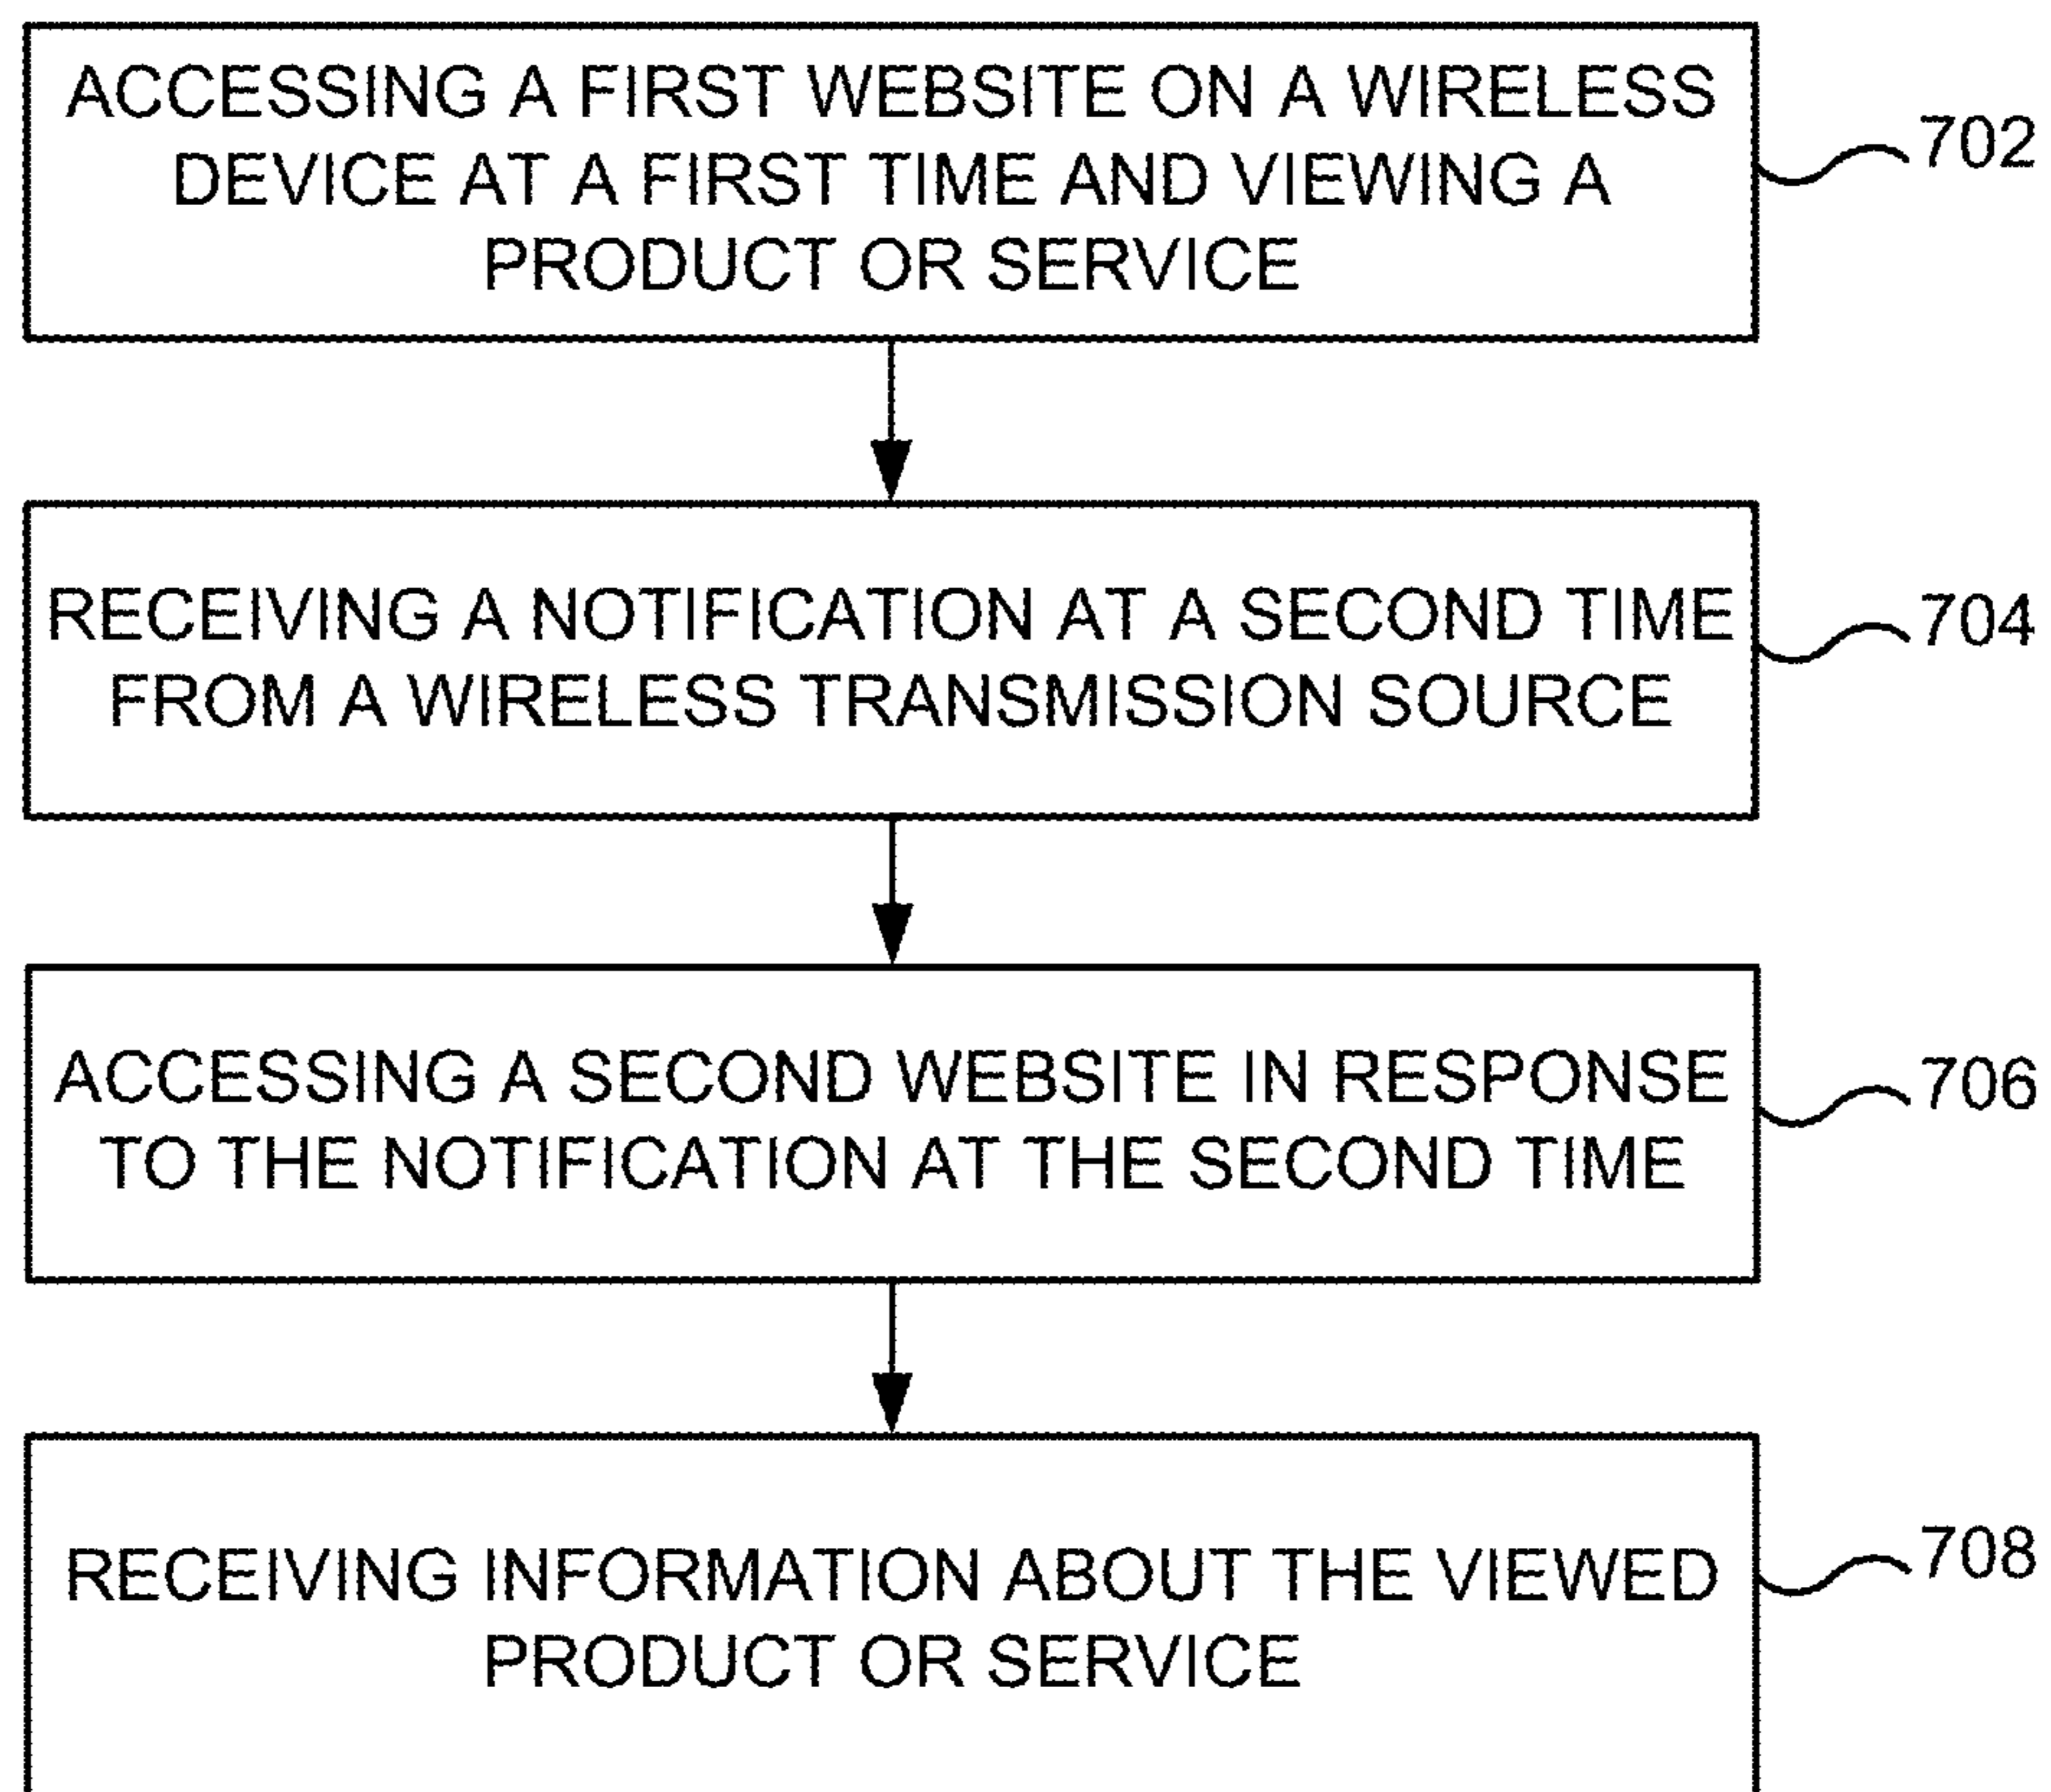 ACCESSING A FIRST WEBSITE ON A WIRELESS
DEVICE AT A FIRST TIME AND VIEWING A
PRODUCT OR SERVICE
702
RECEIVING A NOTIFICATION AT A SECOND TIME
FROM A WIRELESS TRANSMISSION SOURCE
704
ACCESSING A SECOND WEBSITE IN RESPONSE
TO THE NOTIFICATION AT THE SECOND TIME
706
RECEIVING INFORMATION ABOUT THE VIEWED
PRODUCT OR SERVICE
708